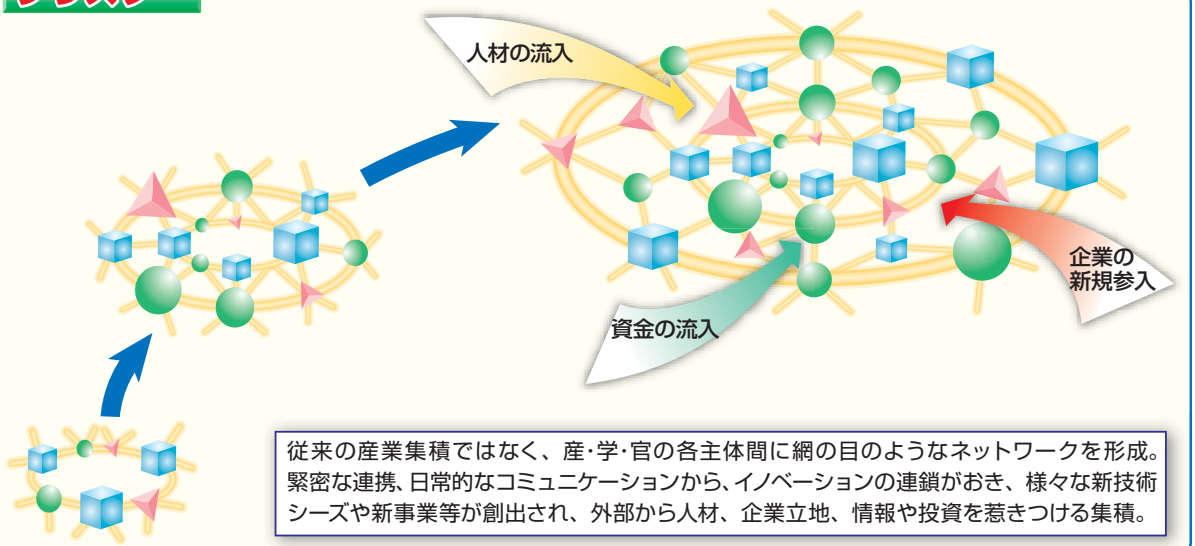 人材の流入
企業の
新規参入
資金の流入
従来の産業集積ではなく、産・学・官の各主体間に網の目のようなネットワークを形成。
緊密な連携、日常的なコミュニケーションから、イノベーションの連鎖がおき、様々な新技術
シーズや新事業等が創出され、外部から人材、企業立地、情報や投資を惹きつける集積。